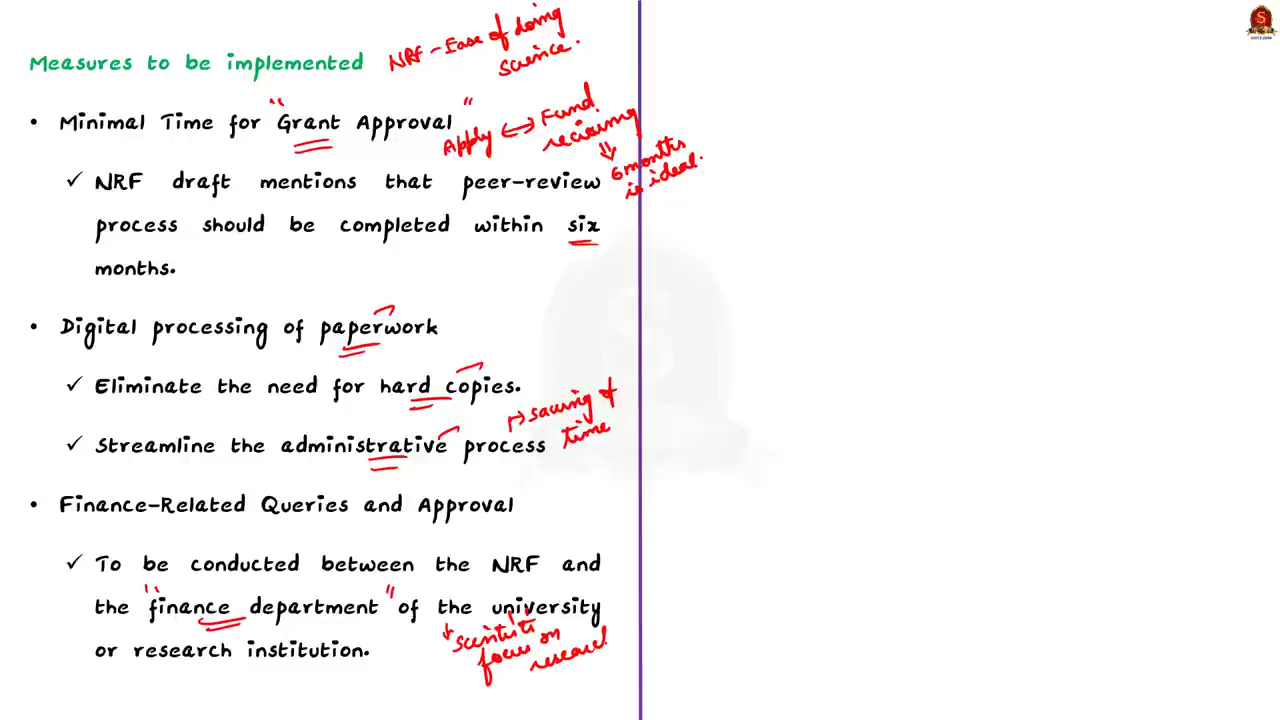 Measures to be implemented
NRF - Ease of doing
science.
• Minimal Time for "Grant Approval"
Apply ↔ Fund
recieving
⇓
6 months
is ideal.
✓ NRF draft mentions that peer-review
process should be completed within six
months.
• Digital processing of paperwork
✓ Eliminate the need for hard copies.
✓ Streamline the administrative process
↦ saving of
time
• Finance-Related Queries and Approval
✓ To be conducted between the NRF and
the "finance department" of the university
or research institution.
↓ Scientists
focus on
research